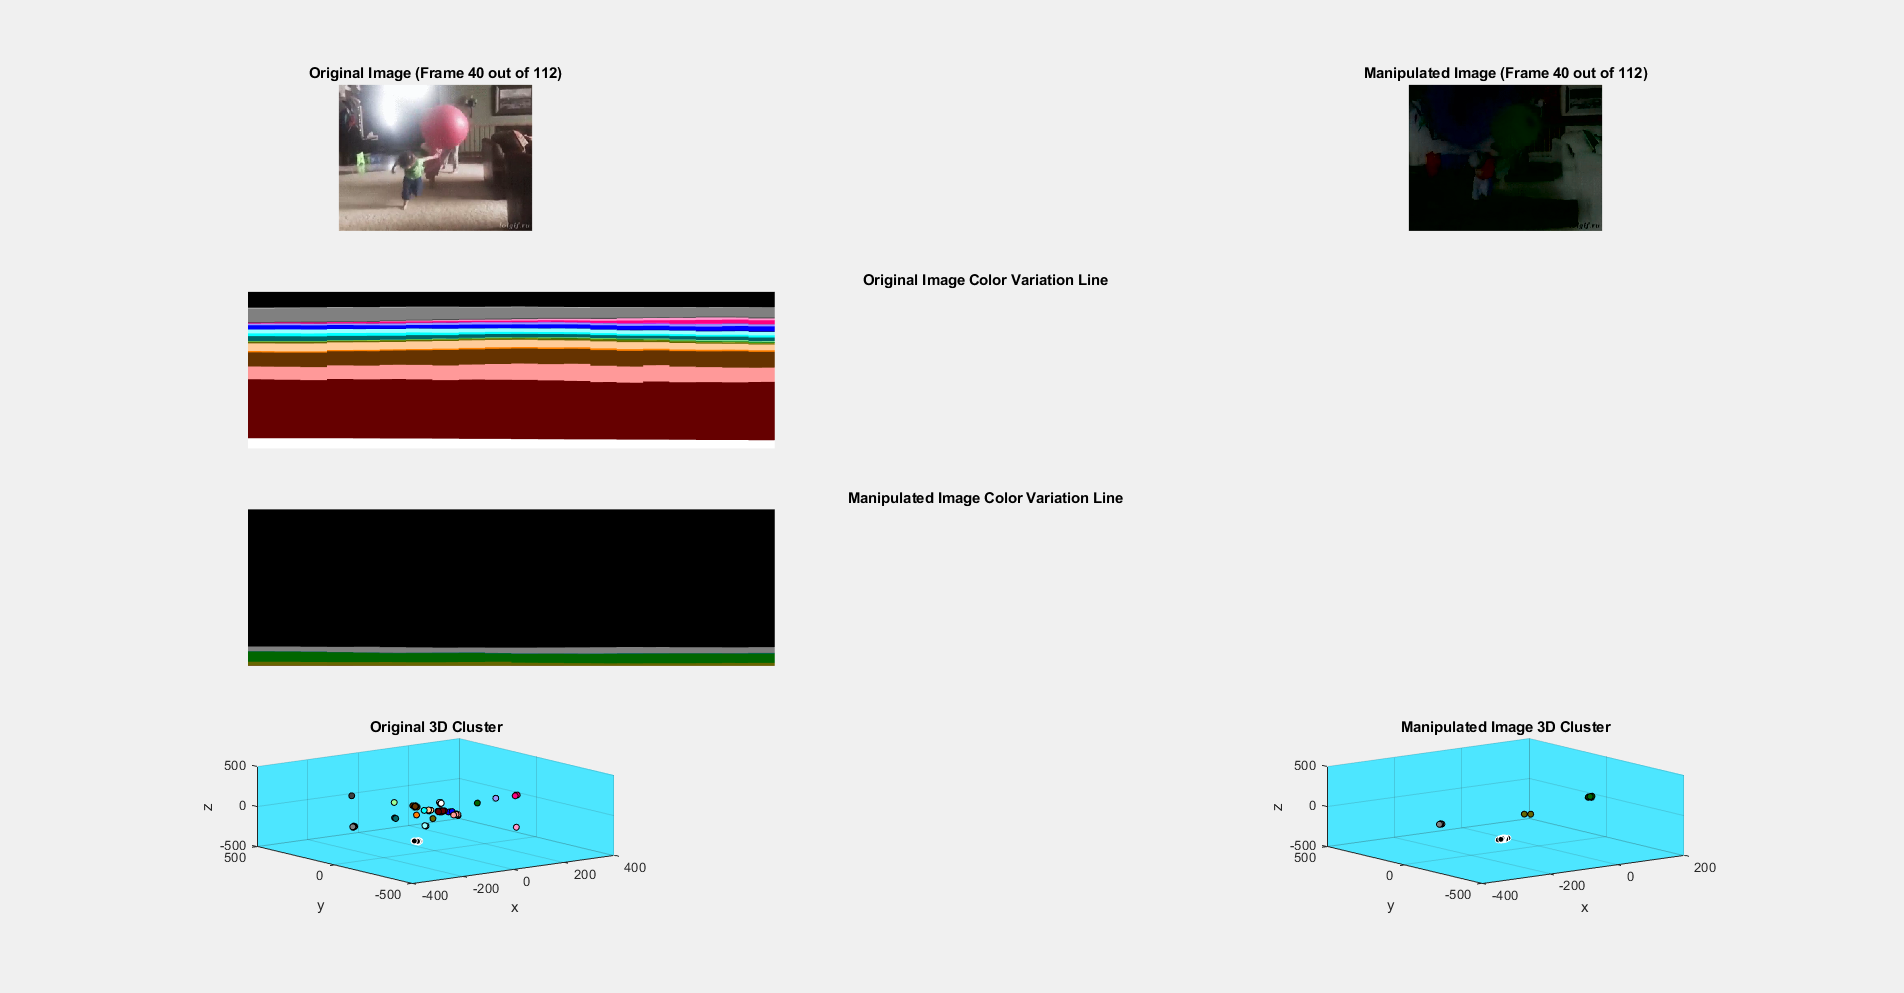 Original Image (Frame 40 out of 112)
Manipulated Image (Frame 40 out of 112)
Original Image Color Variation Line
Manipulated Image Color Variation Line
Original 3D Cluster
500
0
-500
z
500
0
-500
y
-400
-200
0
200
400
x
Manipulated Image 3D Cluster
500
0
-500
z
500
0
-500
y
-400
-200
0
200
x